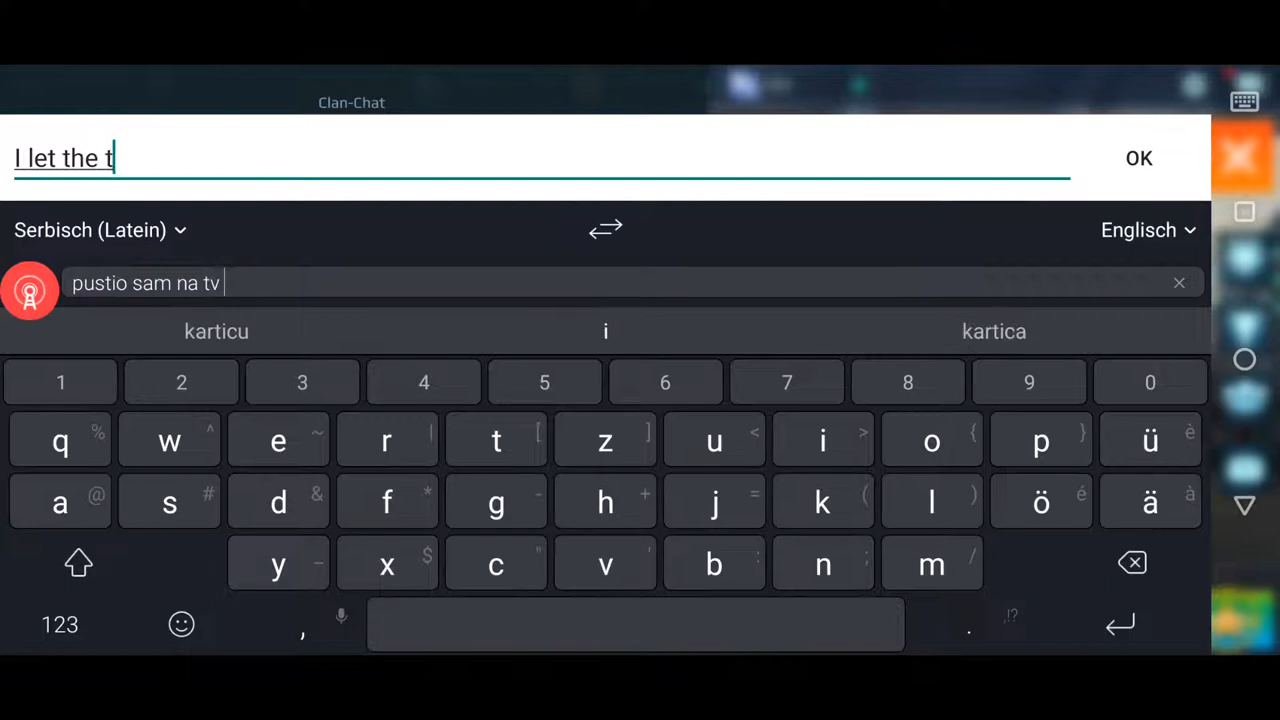 Clan-Chat
I let the t
OK
Serbisch (Latein)
Englisch
pustio sam na tv
karticu i kartica
1 2 3 4 5 6 7 8 9 0
q % w ^ e ~ r | t [ z ] u < i > o { p } ü è
a @ s # d & f * g - h + j = k ( l ) ö é ä à
y _ x $ c " v ' b : n ; m /
123 , . ,!?